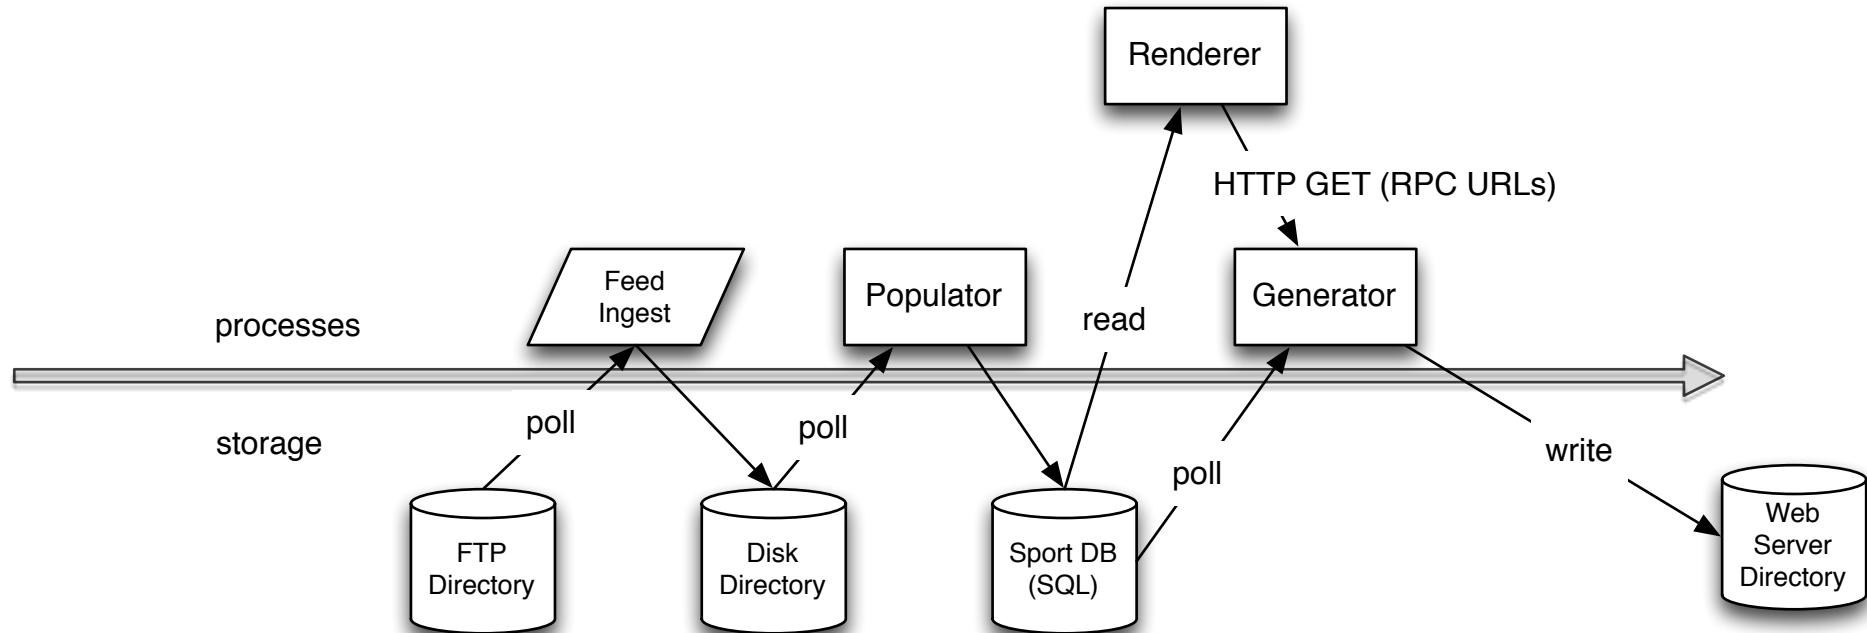 Renderer
HTTP GET (RPC URLs)
Feed
Ingest
Populator
Generator
read
processes
poll
poll
storage
write
poll
FTP
Directory
Disk
Directory
Sport DB
(SQL)
Web
Server
Directory